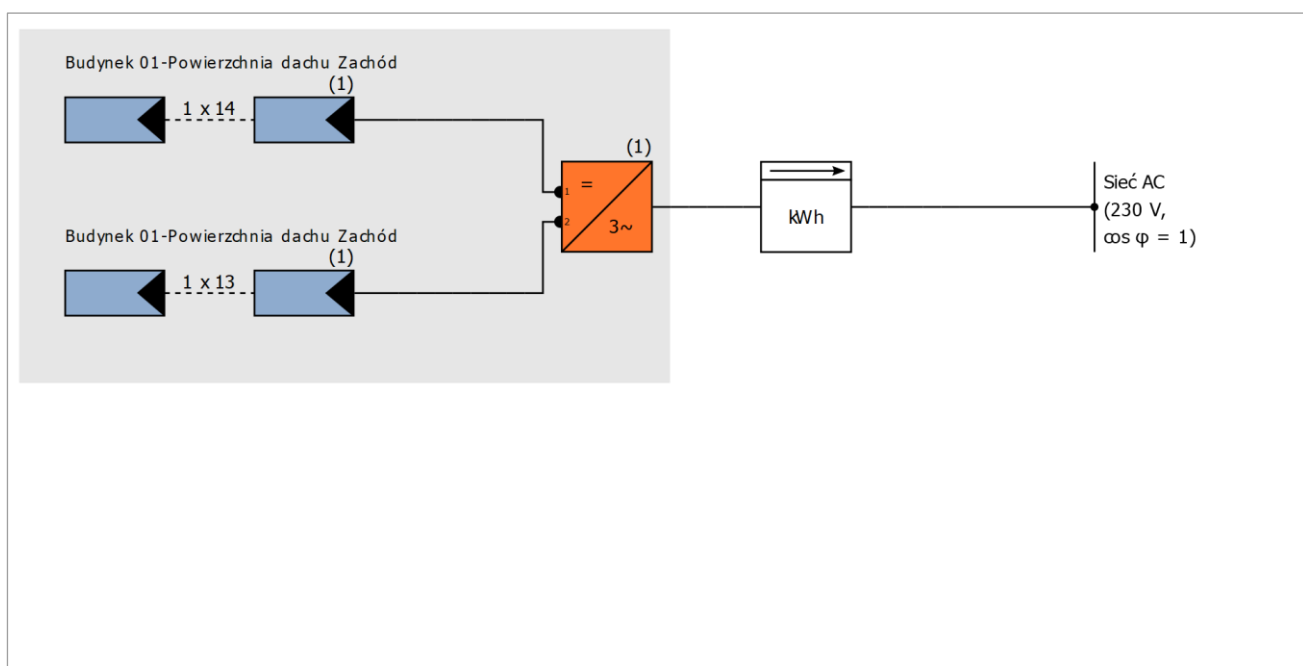 Budynek 01-Powierzchnia dachu Zachód
(1)
1 x 14
(1)
1
=
2
3~
kWh
Sieć AC
(230 V,
cos φ = 1)
Budynek 01-Powierzchnia dachu Zachód
(1)
1 x 13